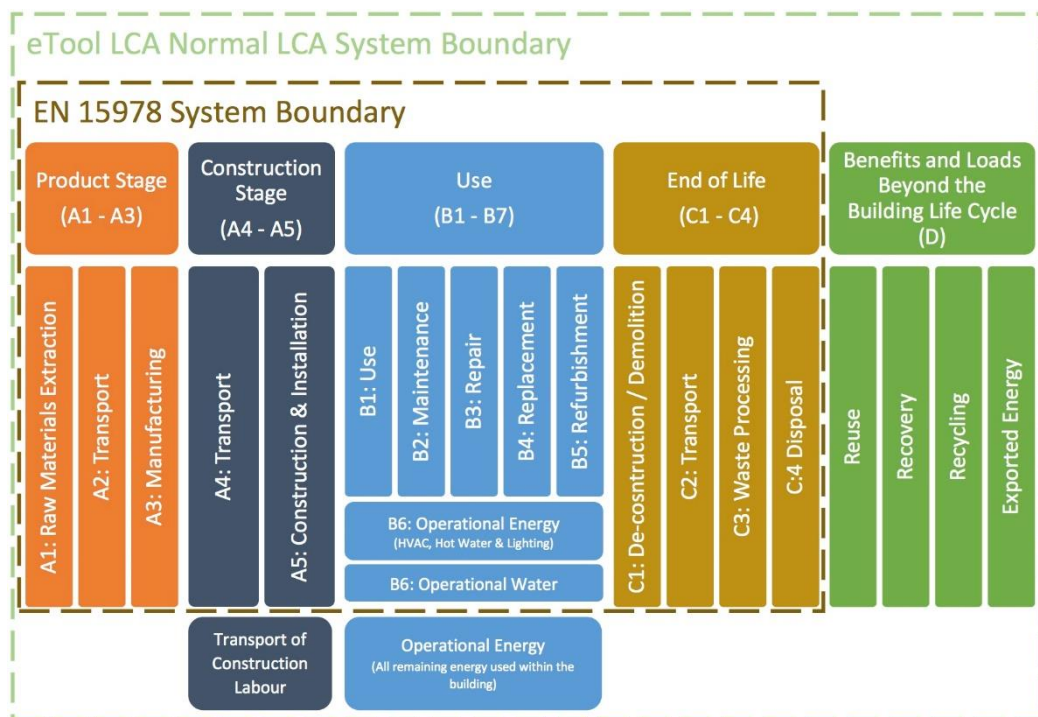 eTool LCA Normal LCA System Boundary
EN 15978 System Boundary
Product Stage
(A1 - A3)
Construction
Stage
(A4 - A5)
Use
(B1 - B7)
End of Life
(C1 - C4)
Benefits and Loads
Beyond the
Building Life Cycle
(D)
A1: Raw Materials Extraction
A2: Transport
A3: Manufacturing
A4: Transport
A5: Construction & Installation
B1: Use
B2: Maintenance
B3: Repair
B4: Replacement
B5: Refurbishment
B6: Operational Energy
(HVAC, Hot Water & Lighting)
B6: Operational Water
C1: De-cosntruction / Demolition
C2: Transport
C3: Waste Processing
C:4 Disposal
Reuse
Recovery
Recycling
Exported Energy
Transport of
Construction
Labour
Operational Energy
(All remaining energy used within the
building)